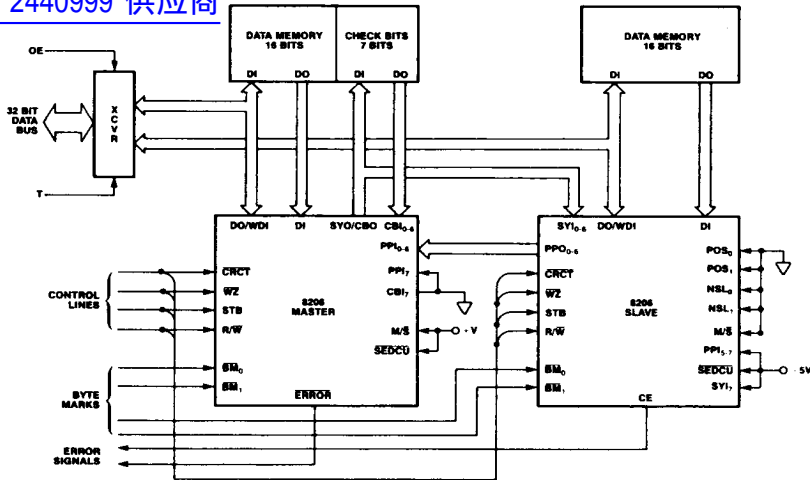 2440999 供应商
DATA MEMORY
16 BITS
CHECK BITS
7 BITS
DATA MEMORY
16 BITS
DI
DO
DI
DO
DI
DO
OE
XCVR
32 BIT
DATA
BUS
T
DO/WDI
DI
SYO/CBO
CBI₀₋₆
SYI₀₋₆
DO/WDI
DI
PPI₀₋₆
PPO₀₋₆
CONTROL
LINES
CRCT
WZ
STB
R/W
8206
MASTER
PPI₇
CBI₇
M/S
SEDCU
+V
BYTE
MARKS
BM₀
BM₁
ERROR
CRCT
WZ
STB
R/W
8206
SLAVE
BM₀
BM₁
CE
POS₀
POS₁
NSL₀
NSL₁
M/S
PPI₅₋₇
SEDCU
SYI₇
5V
ERROR
SIGNALS